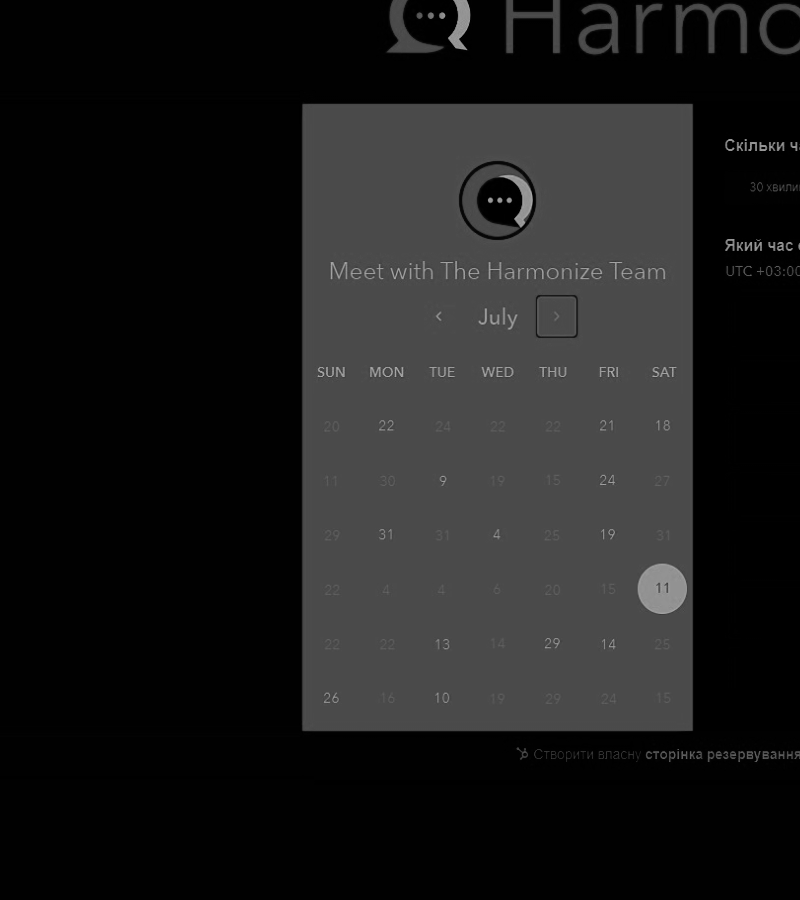 Harmo
Скільки ч
30 хвили
Який час
UTC +03:00
Meet with The Harmonize Team
July
SUN MON TUE WED THU FRI SAT
20 22 24 22 22 21 18
11 30 9 19 15 24 27
29 31 31 4 25 19 31
22 4 4 6 20 15 11
22 22 13 14 29 14 25
26 16 10 19 29 24 15
Створити власну сторінка резервування